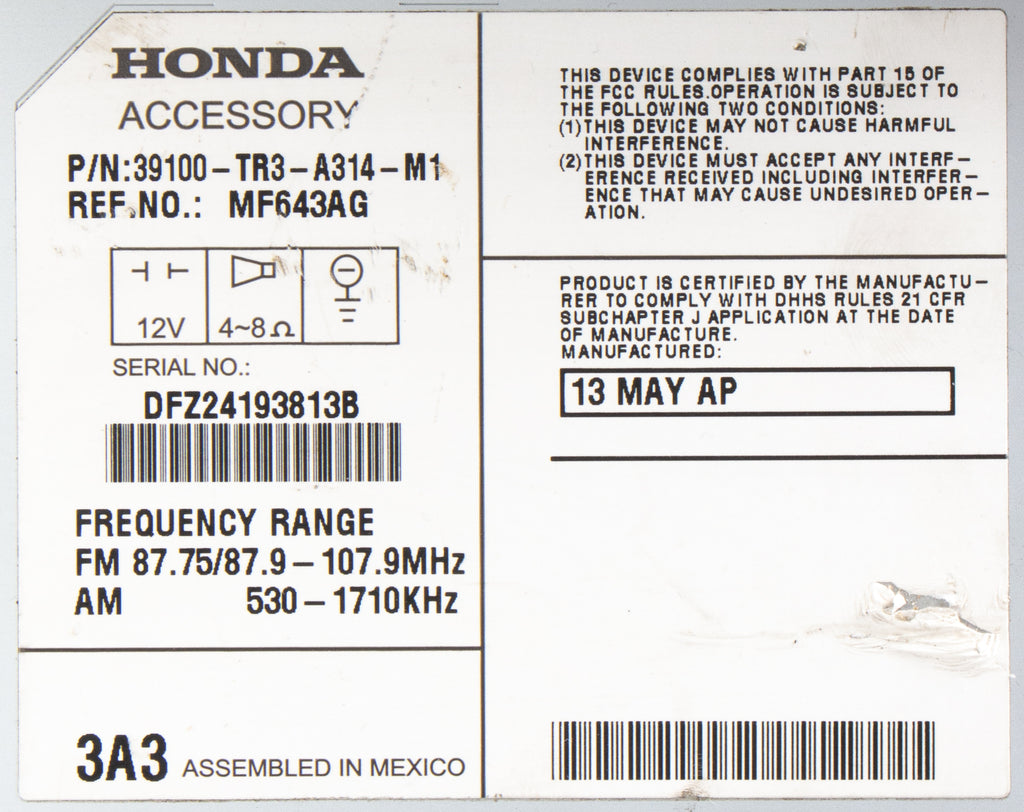 HONDA
ACCESSORY
P/N:39100-TR3-A314-M1
REF.NO.: MF643AG
12V
4~8Ω
SERIAL NO.:
DFZ24193813B
FREQUENCY RANGE
FM 87.75/87.9-107.9MHz
AM 530-1710KHz
3A3 ASSEMBLED IN MEXICO
THIS DEVICE COMPLIES WITH PART 15 OF
THE FCC RULES.OPERATION IS SUBJECT TO
THE FOLLOWING TWO CONDITIONS:
(1)THIS DEVICE MAY NOT CAUSE HARMFUL
INTERFERENCE.
(2)THIS DEVICE MUST ACCEPT ANY INTERF-
ERENCE RECEIVED INCLUDING INTERFER-
ENCE THAT MAY CAUSE UNDESIRED OPER-
ATION.
PRODUCT IS CERTIFIED BY THE MANUFACTU-
RER TO COMPLY WITH DHHS RULES 21 CFR
SUBCHAPTER J APPLICATION AT THE DATE
OF MANUFACTURE.
MANUFACTURED:
13 MAY AP